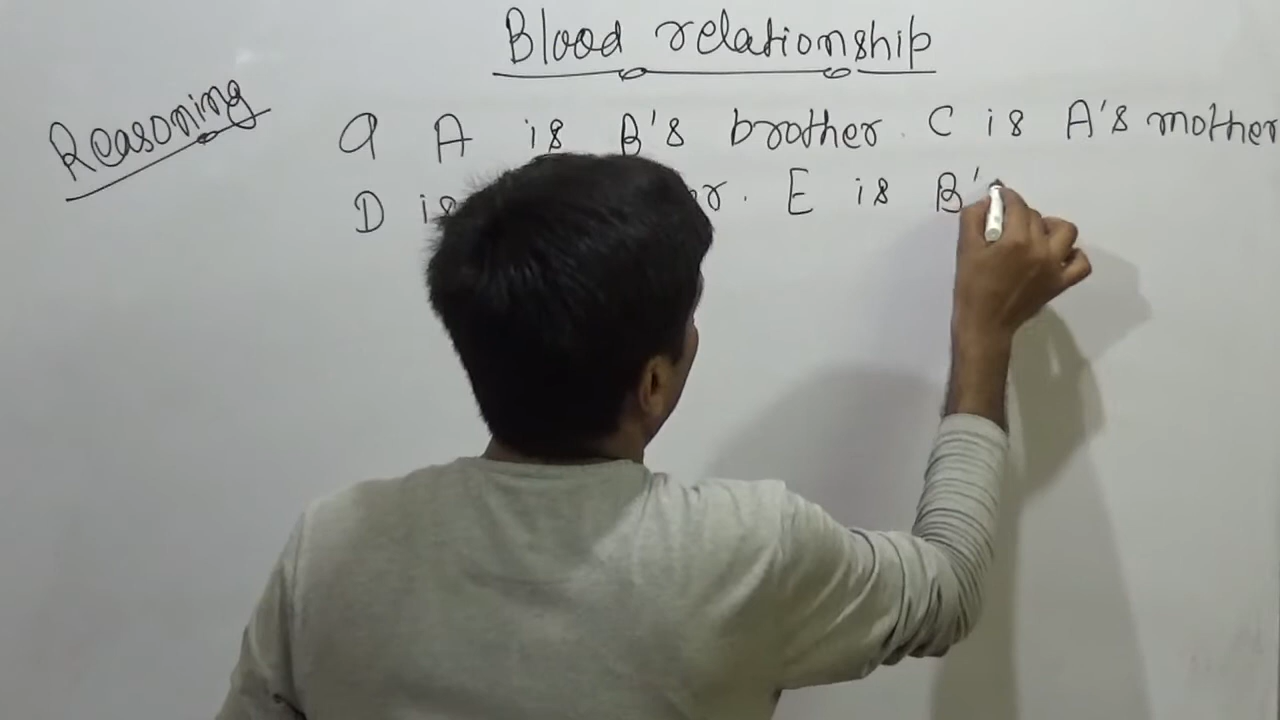 Blood relationship
Reasoning
Q A is B's brother. C is A's mother
D is r. E is B'